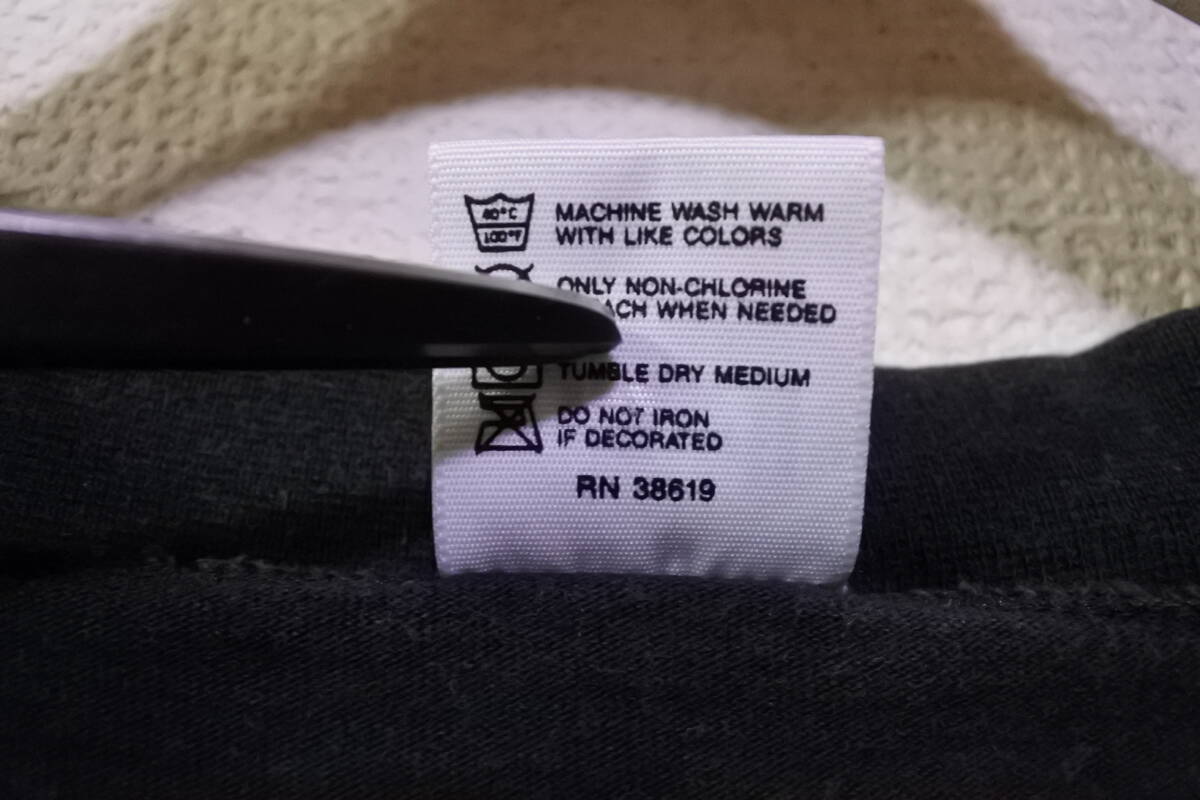 40°C
100°F
MACHINE WASH WARM
WITH LIKE COLORS
ONLY NON-CHLORINE
WHEN NEEDED
TUMBLE DRY MEDIUM
DO NOT IRON
IF DECORATED
RN 38619